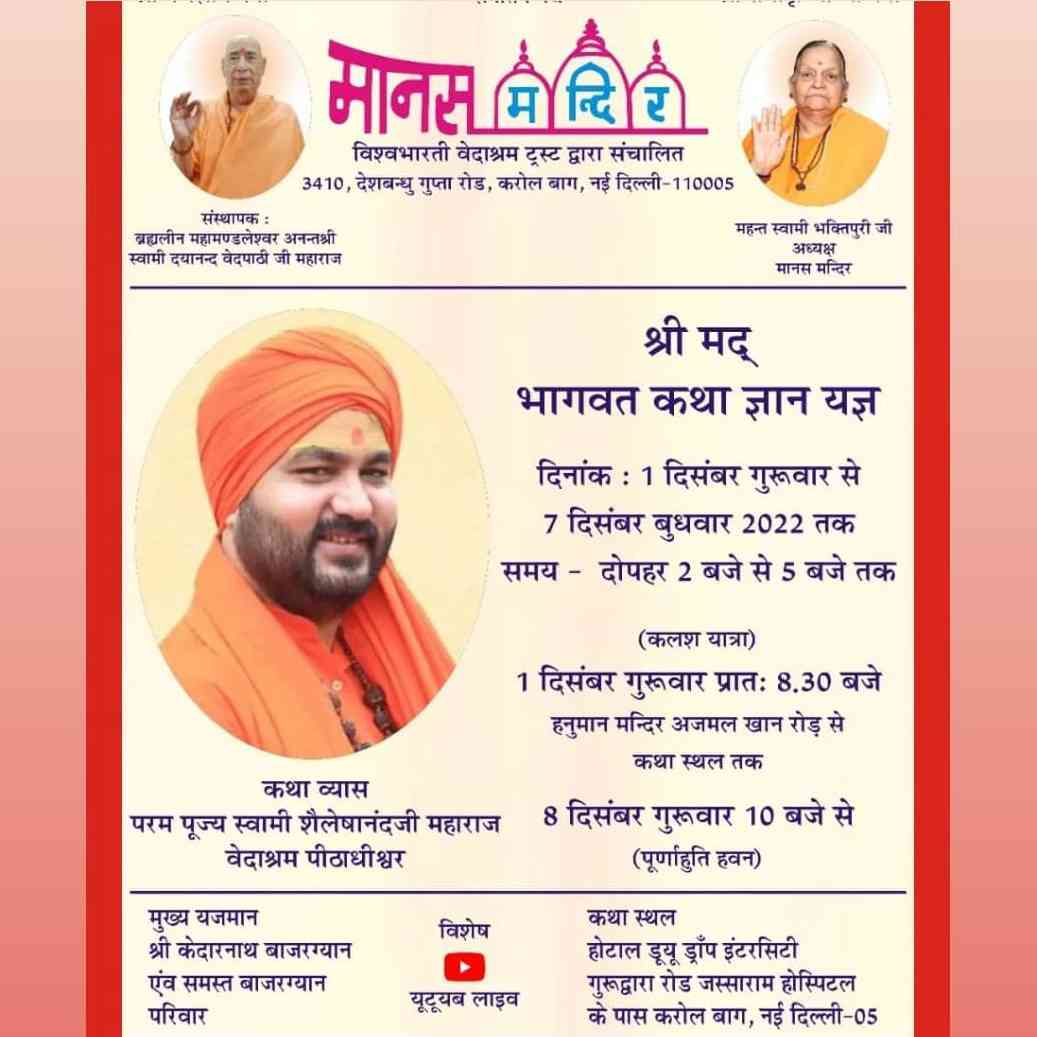 मानस मन्दिर
विश्वभारती वेदाश्रम ट्रस्ट द्वारा संचालित
3410, देशबन्धु गुप्ता रोड, करोल बाग, नई दिल्ली-110005
संस्थापक :
ब्रह्मलीन महामण्डलेश्वर अनन्तश्री
स्वामी दयानन्द वेदपाठी जी महाराज
महन्त स्वामी भक्तिपुरी जी
अध्यक्ष
मानस मन्दिर
श्री मद्
भागवत कथा ज्ञान यज्ञ
दिनांक : 1 दिसंबर गुरूवार से
7 दिसंबर बुधवार 2022 तक
समय - दोपहर 2 बजे से 5 बजे तक
(कलश यात्रा)
1 दिसंबर गुरूवार प्रातः 8.30 बजे
हनुमान मन्दिर अजमल खान रोड़ से
कथा स्थल तक
8 दिसंबर गुरूवार 10 बजे से
(पूर्णाहुति हवन)
कथा व्यास
परम पूज्य स्वामी शैलेषानंदजी महाराज
वेदाश्रम पीठाधीश्वर
मुख्य यजमान
श्री केदारनाथ बाजरग्यान
एंव समस्त बाजरग्यान
परिवार
विशेष
यूटूयब लाइव
कथा स्थल
होटाल डूयू ड्रॉप इंटरसिटी
गुरूद्वारा रोड जस्साराम होस्पिटल
के पास करोल बाग, नई दिल्ली-05